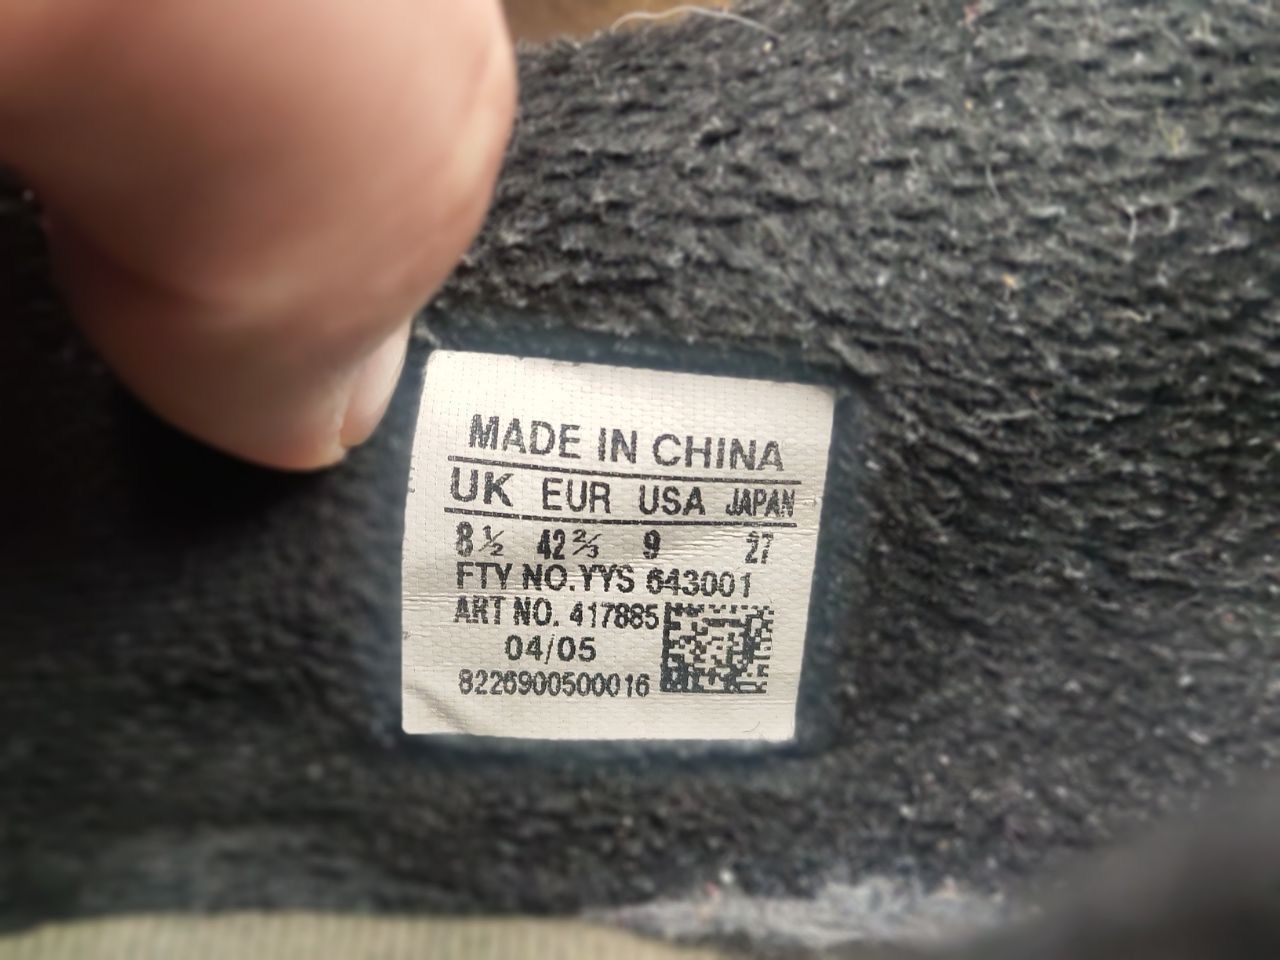 MADE IN CHINA
UK EUR USA JAPAN
8½ 42⅔ 9 27
FTY NO.YYS 643001
ART NO. 417885
04/05
8226900500016